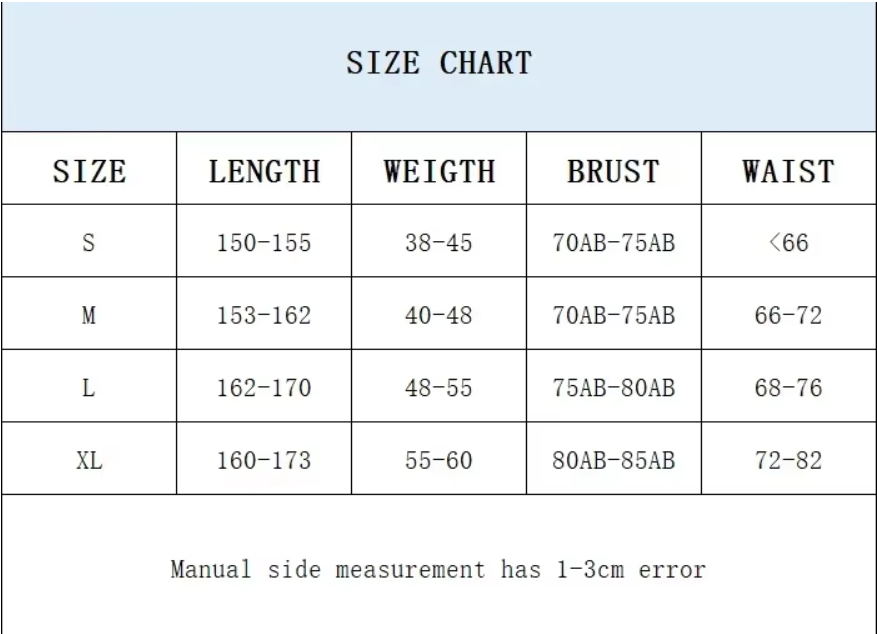 SIZE CHART
SIZE LENGTH WEIGTH BRUST WAIST
S 150-155 38-45 70AB-75AB <66
M 153-162 40-48 70AB-75AB 66-72
L 162-170 48-55 75AB-80AB 68-76
XL 160-173 55-60 80AB-85AB 72-82
Manual side measurement has 1-3cm error